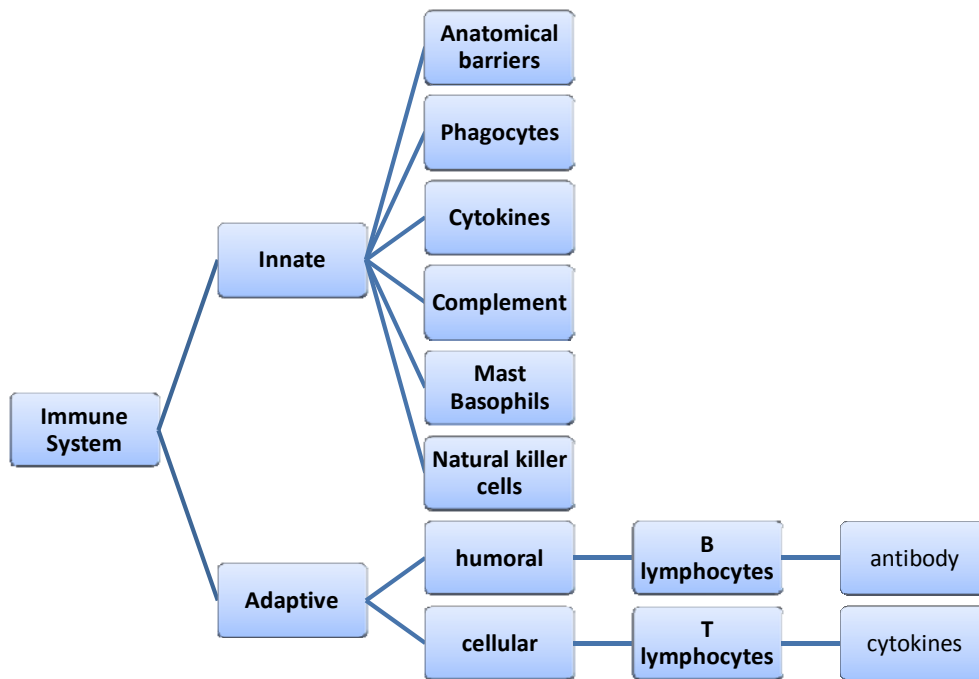 Anatomical
barriers
Phagocytes
Cytokines
Innate
Complement
Mast
Basophils
Immune
System
Natural killer
cells
humoral
B
lymphocytes
antibody
Adaptive
cellular
T
lymphocytes
cytokines